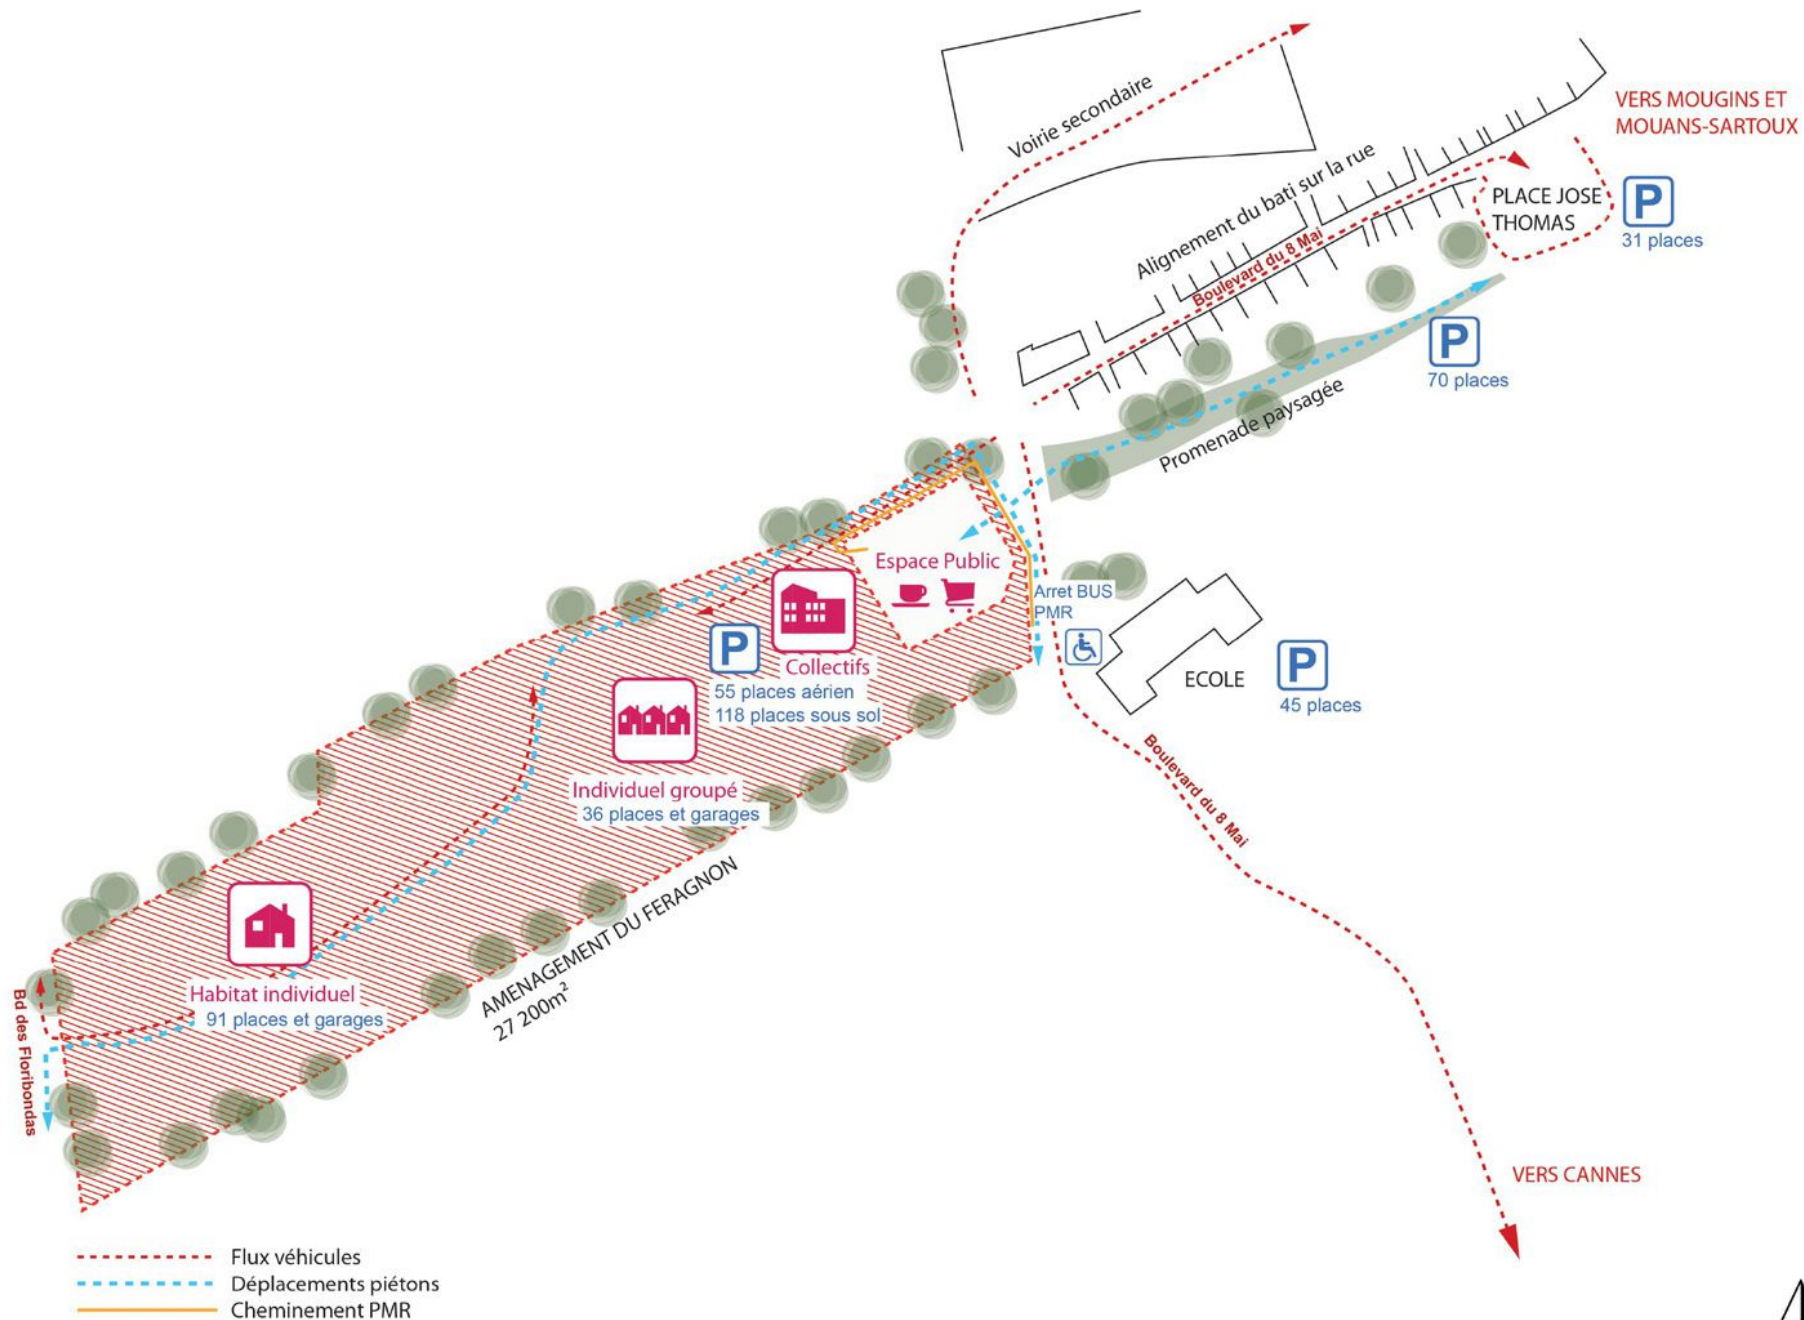 Voirie secondaire
VERS MOUGINS ET
MOUANS-SARTOUX
Alignement du bati sur la rue
Boulevard du 8 Mai
PLACE JOSE
THOMAS
P
31 places
P
70 places
Promenade paysagée
Espace Public
Arret BUS
PMR
ECOLE
P
45 places
P
Collectifs
55 places aérien
118 places sous sol
Individuel groupé
36 places et garages
Boulevard du 8 Mai
AMENAGEMENT DU FERAGNON
27 200m²
Habitat individuel
91 places et garages
Bd des Floribondas
VERS CANNES
Flux véhicules
Déplacements piétons
Cheminement PMR